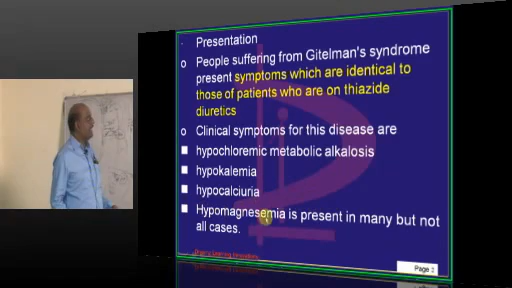 Presentation
People suffering from Gitelman's syndrome
present symptoms which are identical to
those of patients who are on thiazide
diuretics
Clinical symptoms for this disease are
hypochloremic metabolic alkalosis
hypokalemia
hypocalciuria
Hypomagnesemia is present in many but not
all cases.
Page